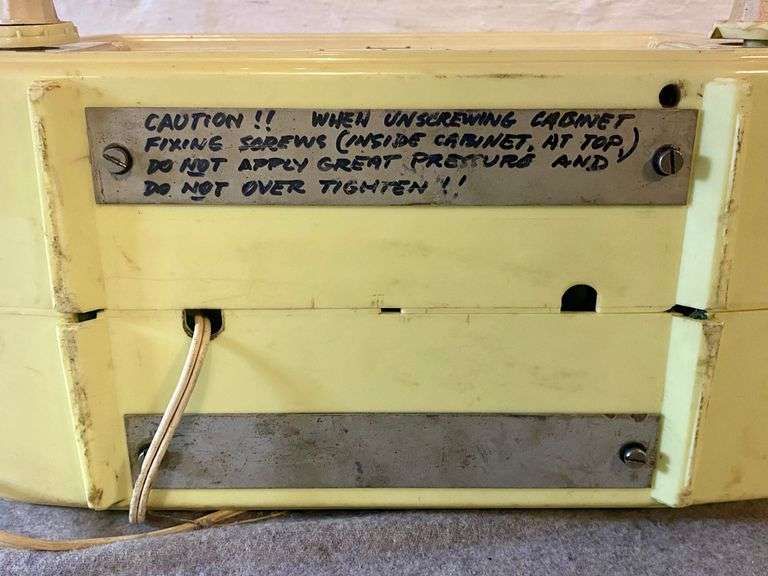 CAUTION !! WHEN UNSCREWING CABINET
FIXING SCREWS (INSIDE CABINET, AT TOP,)
DO NOT APPLY GREAT PRESSURE AND
DO NOT OVER TIGHTEN !!